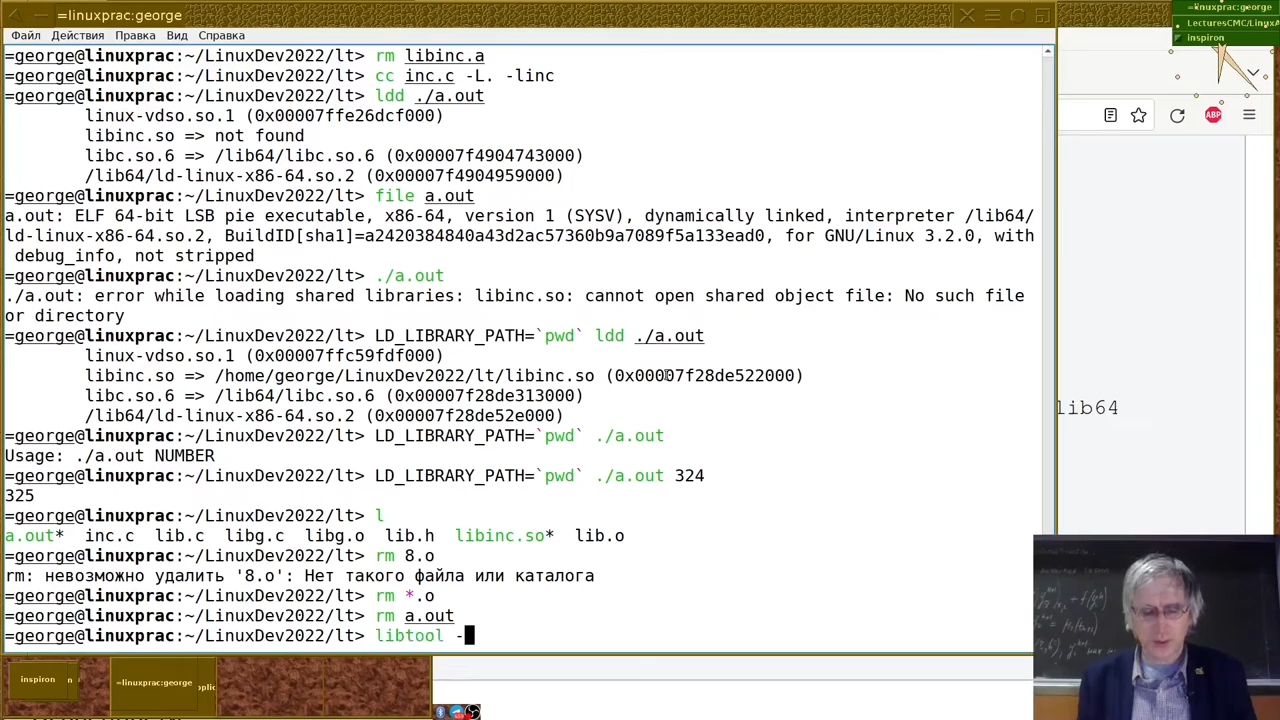 =linuxprac:george
Файл Действия Правка Вид Справка
=george@linuxprac:~/LinuxDev2022/lt> rm libinc.a
=george@linuxprac:~/LinuxDev2022/lt> cc inc.c -L. -linc
=george@linuxprac:~/LinuxDev2022/lt> ldd ./a.out
linux-vdso.so.1 (0x00007ffe26dcf000)
libinc.so => not found
libc.so.6 => /lib64/libc.so.6 (0x00007f4904743000)
/lib64/ld-linux-x86-64.so.2 (0x00007f4904959000)
=george@linuxprac:~/LinuxDev2022/lt> file a.out
a.out: ELF 64-bit LSB pie executable, x86-64, version 1 (SYSV), dynamically linked, interpreter /lib64/
ld-linux-x86-64.so.2, BuildID[sha1]=a2420384840a43d2ac57360b9a7089f5a133ead0, for GNU/Linux 3.2.0, with
debug_info, not stripped
=george@linuxprac:~/LinuxDev2022/lt> ./a.out
./a.out: error while loading shared libraries: libinc.so: cannot open shared object file: No such file
or directory
=george@linuxprac:~/LinuxDev2022/lt> LD_LIBRARY_PATH=`pwd` ldd ./a.out
linux-vdso.so.1 (0x00007ffc59fdf000)
libinc.so => /home/george/LinuxDev2022/lt/libinc.so (0x00007f28de522000)
libc.so.6 => /lib64/libc.so.6 (0x00007f28de313000)
/lib64/ld-linux-x86-64.so.2 (0x00007f28de52e000)
=george@linuxprac:~/LinuxDev2022/lt> LD_LIBRARY_PATH=`pwd` ./a.out
Usage: ./a.out NUMBER
=george@linuxprac:~/LinuxDev2022/lt> LD_LIBRARY_PATH=`pwd` ./a.out 324
325
=george@linuxprac:~/LinuxDev2022/lt> l
a.out* inc.c lib.c libg.c libg.o lib.h libinc.so* lib.o
=george@linuxprac:~/LinuxDev2022/lt> rm 8.o
rm: невозможно удалить '8.o': Нет такого файла или каталога
=george@linuxprac:~/LinuxDev2022/lt> rm *.o
=george@linuxprac:~/LinuxDev2022/lt> rm a.out
=george@linuxprac:~/LinuxDev2022/lt> libtool -
=linuxprac:george
LecturesCMC/LinuxA
inspiron
ABP
lib64
inspiron n
=linuxprac:george plic